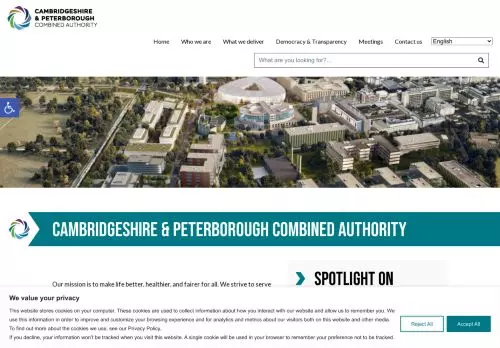 CAMBRIDGESHIRE
& PETERBOROUGH
COMBINED AUTHORITY
Home Who we are What we deliver Democracy & Transparency Meetings Contact us English
What are you looking for?...
CAMBRIDGESHIRE & PETERBOROUGH COMBINED AUTHORITY
Our mission is to make life better, healthier, and fairer for all. We strive to serve
SPOTLIGHT ON
We value your privacy
This website stores cookies on your computer. These cookies are used to collect information about how you interact with our website and allow us to remember you. We
use this information in order to improve and customize your browsing experience and for analytics and metrics about our visitors both on this website and other media.
To find out more about the cookies we use, see our Privacy Policy.
If you decline, your information won't be tracked when you visit this website. A single cookie will be used in your browser to remember your preference not to be tracked.
Reject All
Accept All